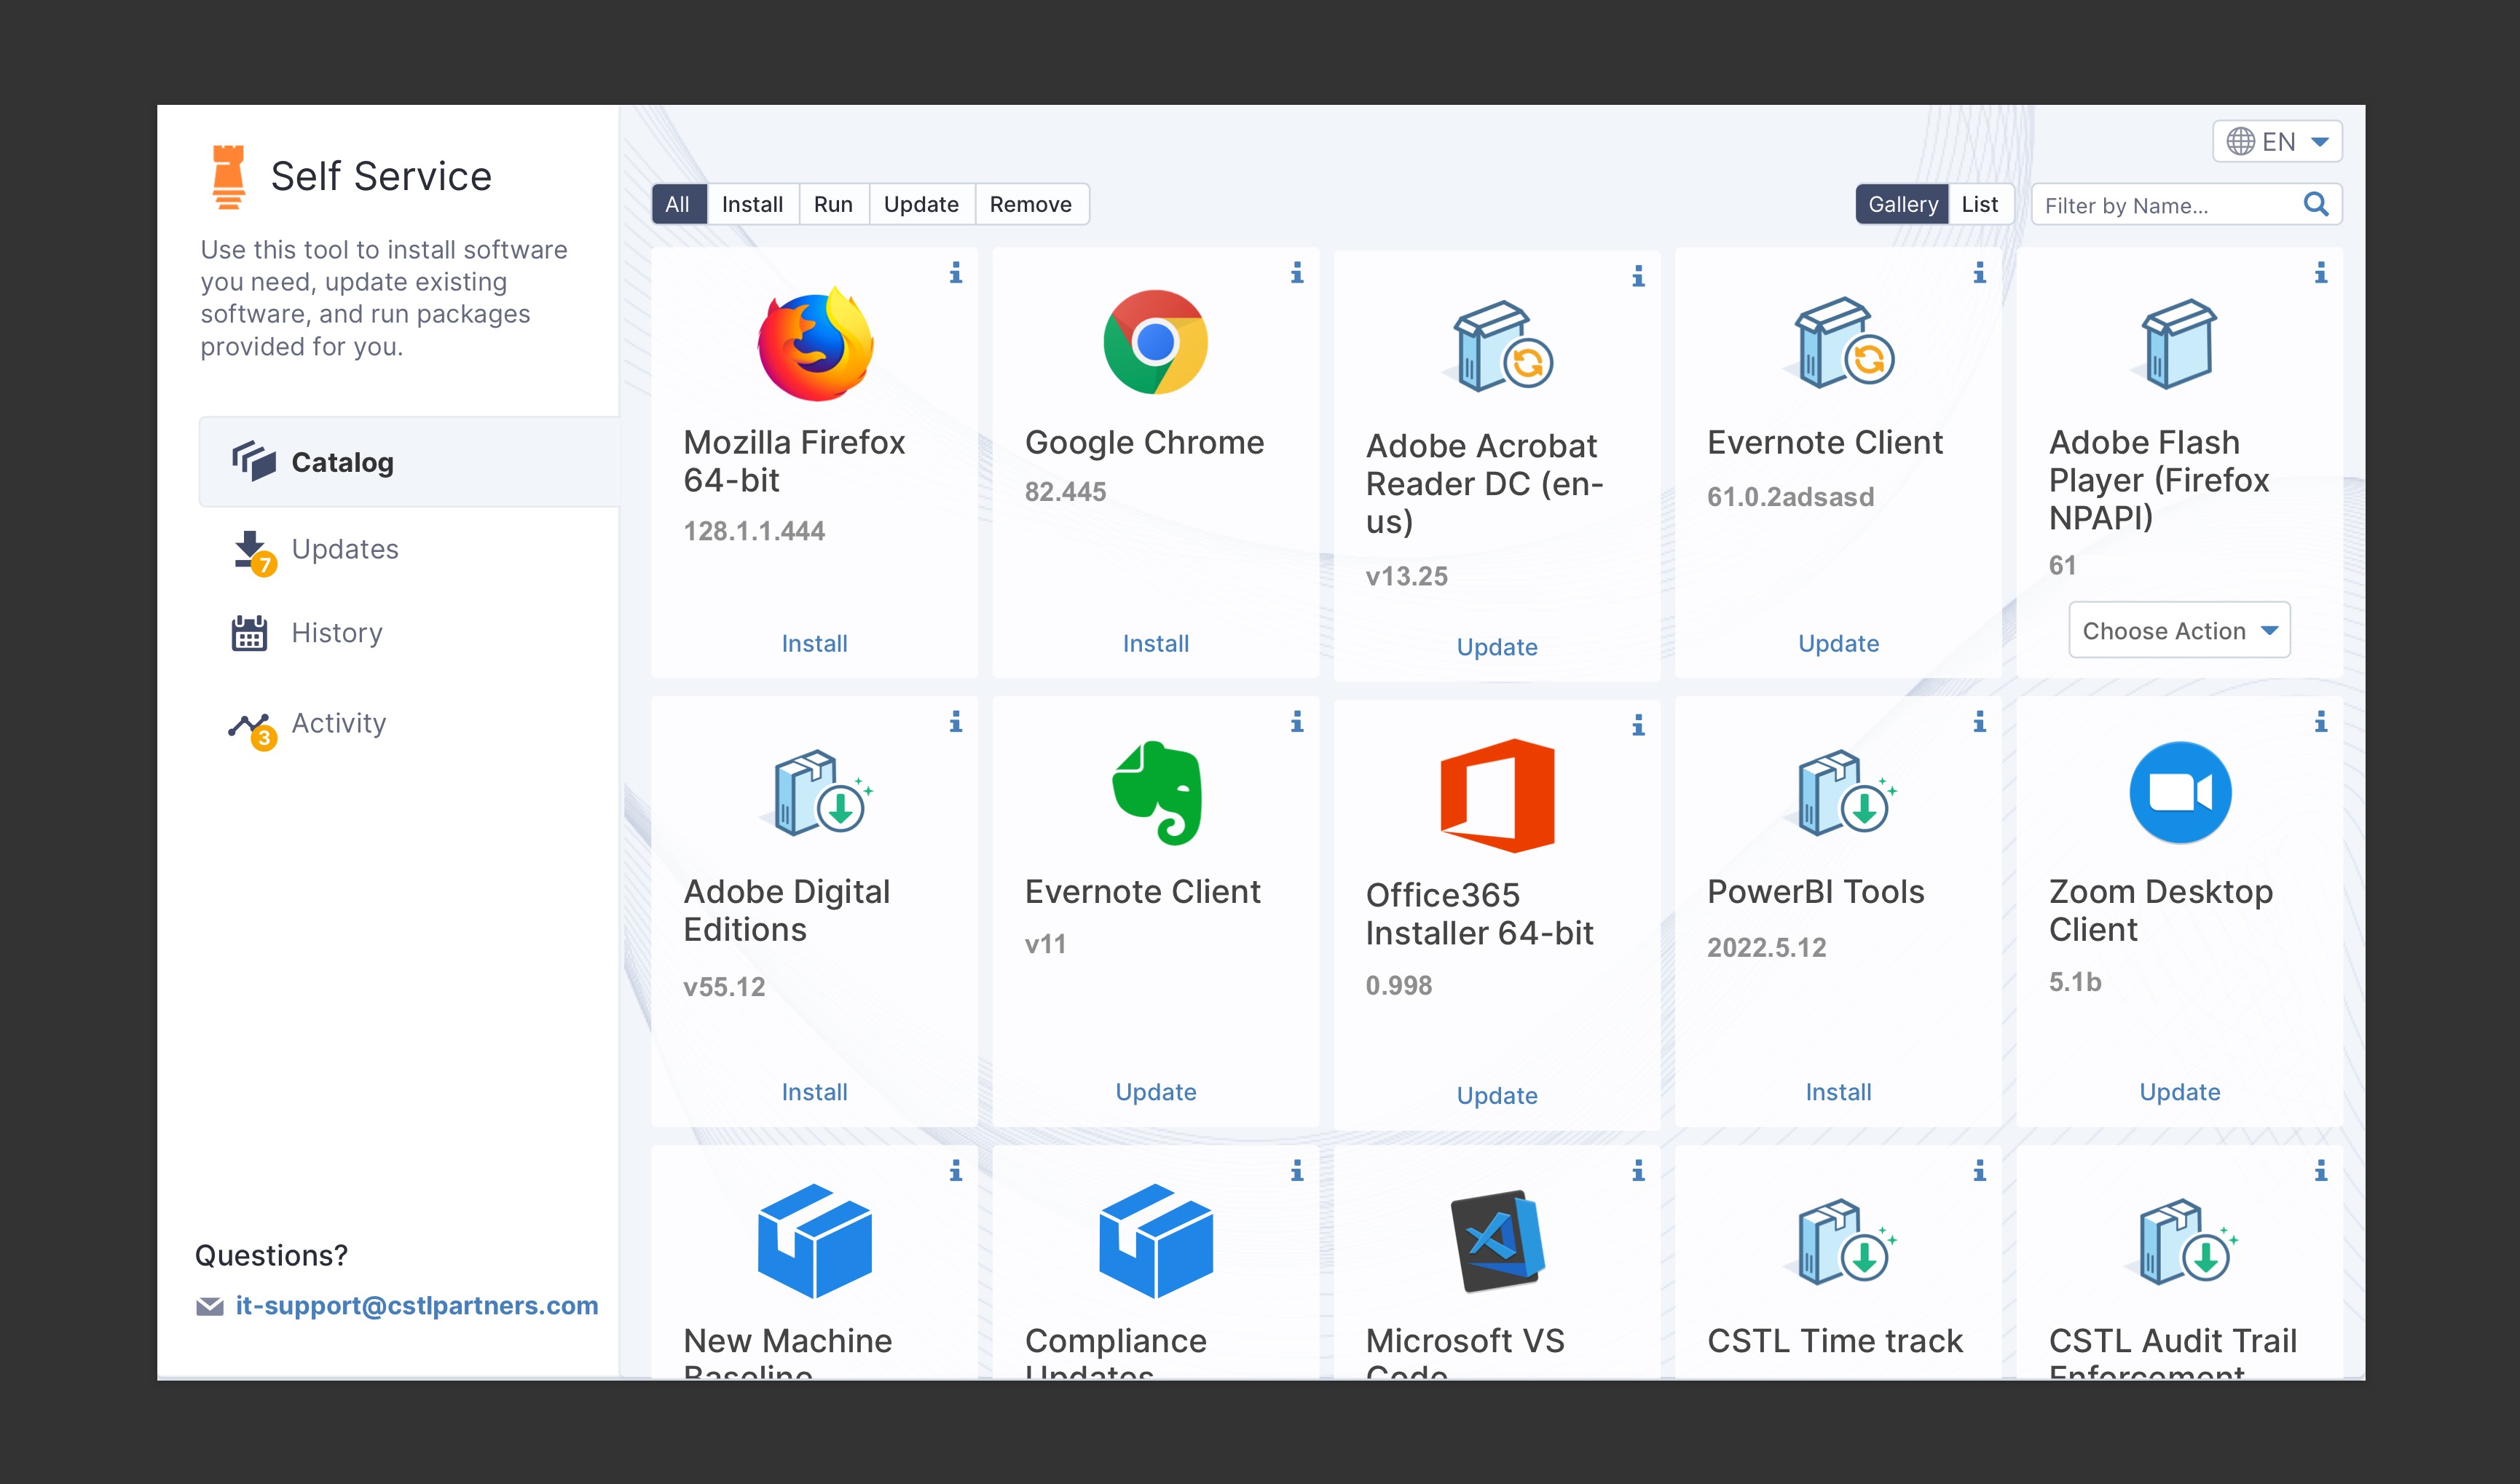 Self Service
Use this tool to install software
you need, update existing
software, and run packages
provided for you.
Catalog
7
Updates
History
3
Activity
Questions?
it-support@cstlpartners.com
EN
All
Install
Run
Update
Remove
Gallery
List
Filter by Name...
Mozilla Firefox
64-bit
128.1.1.444
Install
Google Chrome
82.445
Install
Adobe Acrobat
Reader DC (en-
us)
v13.25
Update
Evernote Client
61.0.2adsasd
Update
Adobe Flash
Player (Firefox
NPAPI)
61
Choose Action
Adobe Digital
Editions
v55.12
Install
Evernote Client
v11
Update
Office365
Installer 64-bit
0.998
Update
PowerBI Tools
2022.5.12
Install
Zoom Desktop
Client
5.1b
Update
New Machine
Baseline
Compliance
Updates
Microsoft VS
Code
CSTL Time track
CSTL Audit Trail
Enforcement